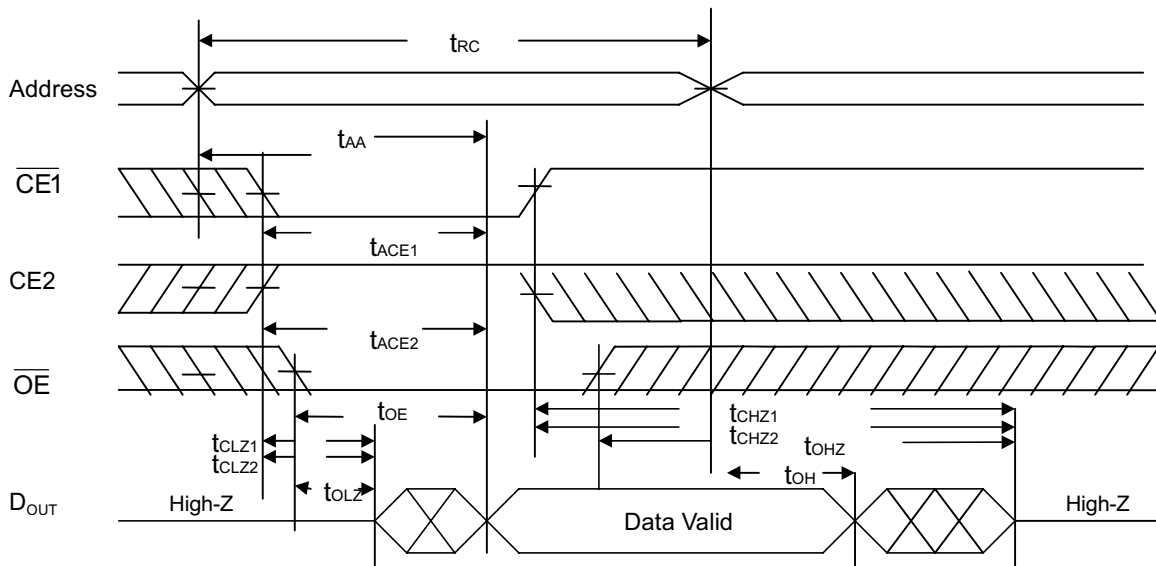 tRC
Address
tAA
CE1
tACE1
CE2
tACE2
OE
tOE
tCHZ1
tCLZ1
tCHZ2
tCLZ2
tOHZ
tOH
tOLZ
DOUT
High-Z
Data Valid
High-Z